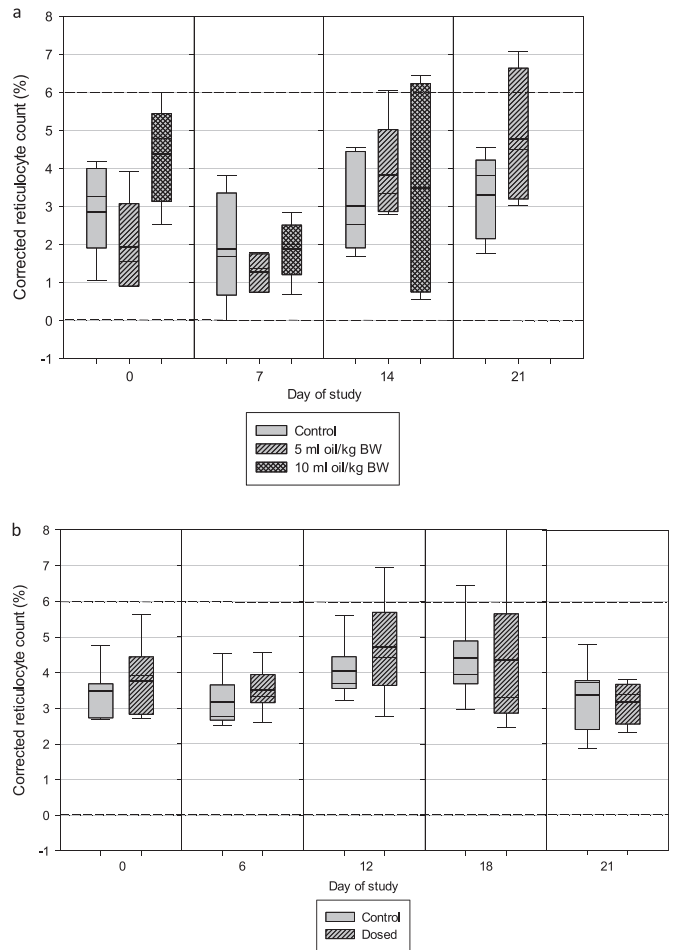 a
Corrected reticulocyte count (%)
8
7
6
5
4
3
2
1
0
-1
0 7 14 21
Day of study
Control
5 ml oil/kg BW
10 ml oil/kg BW
b
Corrected reticulocyte count (%)
8
7
6
5
4
3
2
1
0
-1
0 6 12 18 21
Day of study
Control
Dosed